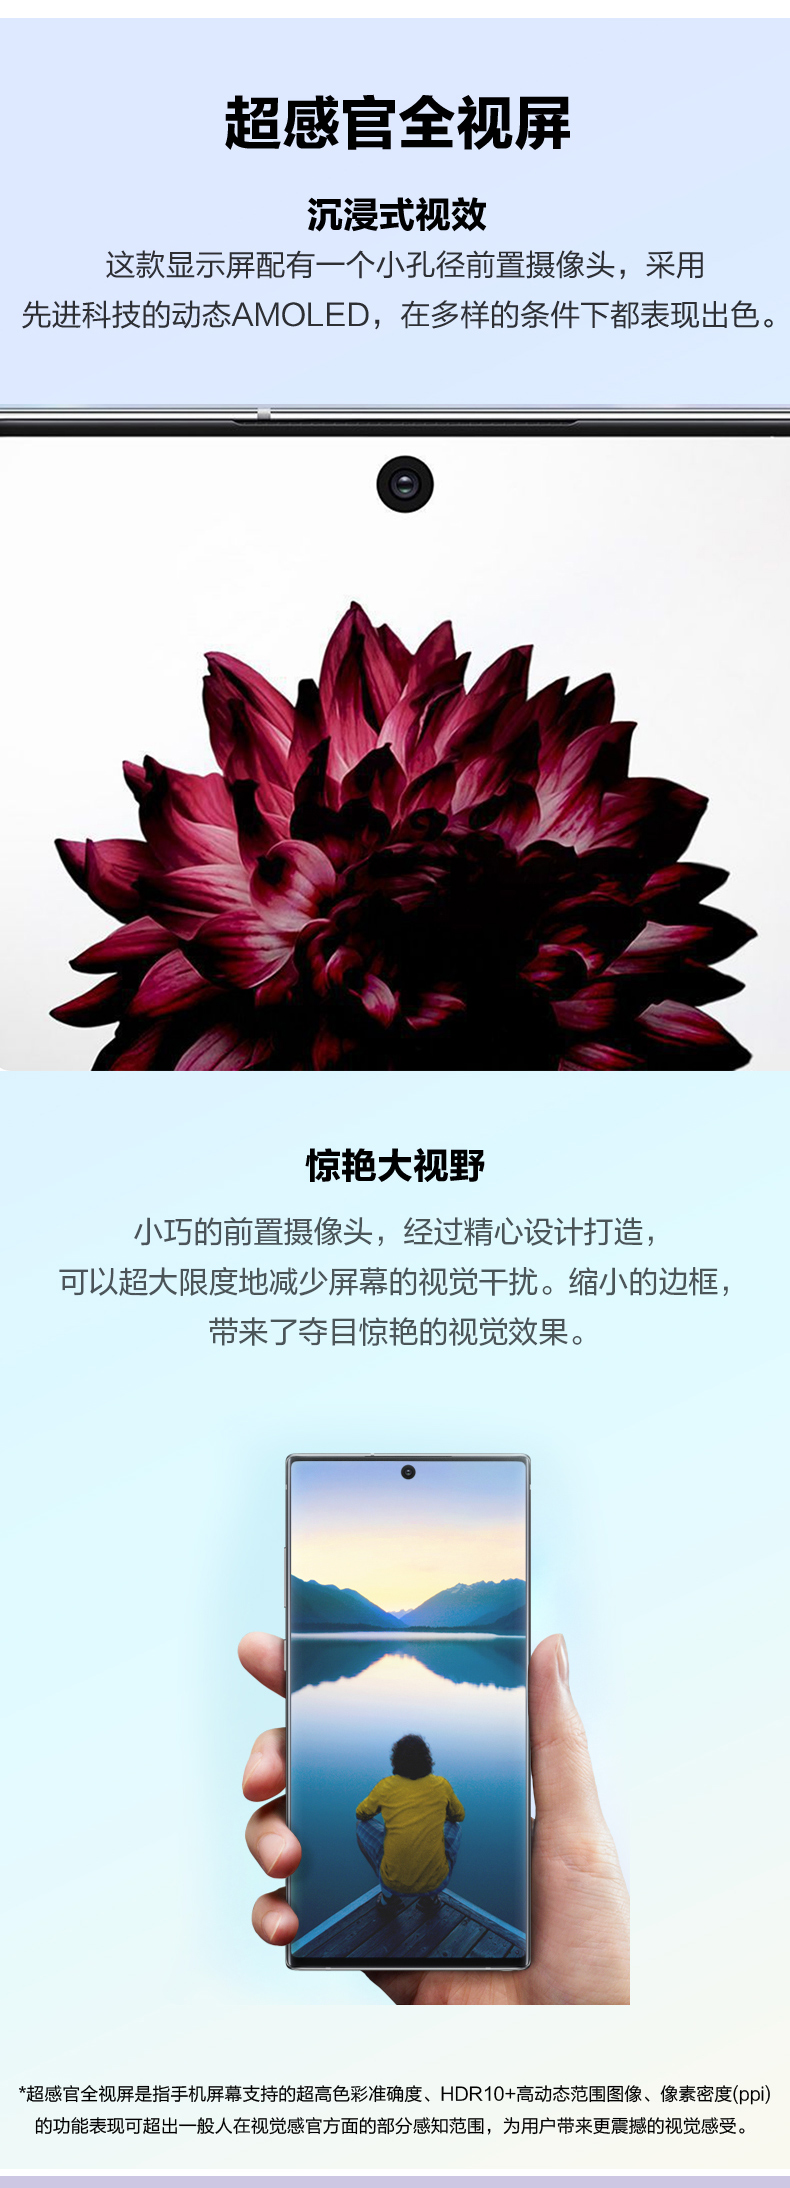 超感官全视屏
沉浸式视效
这款显示屏配有一个小孔径前置摄像头，采用
先进科技的动态AMOLED，在多样的条件下都表现出色。
惊艳大视野
小巧的前置摄像头，经过精心设计打造，
可以超大限度地减少屏幕的视觉干扰。缩小的边框，
带来了夺目惊艳的视觉效果。
*超感官全视屏是指手机屏幕支持的超高色彩准确度、HDR10+高动态范围图像、像素密度(ppi)
的功能表现可超出一般人在视觉感官方面的部分感知范围，为用户带来更震撼的视觉感受。